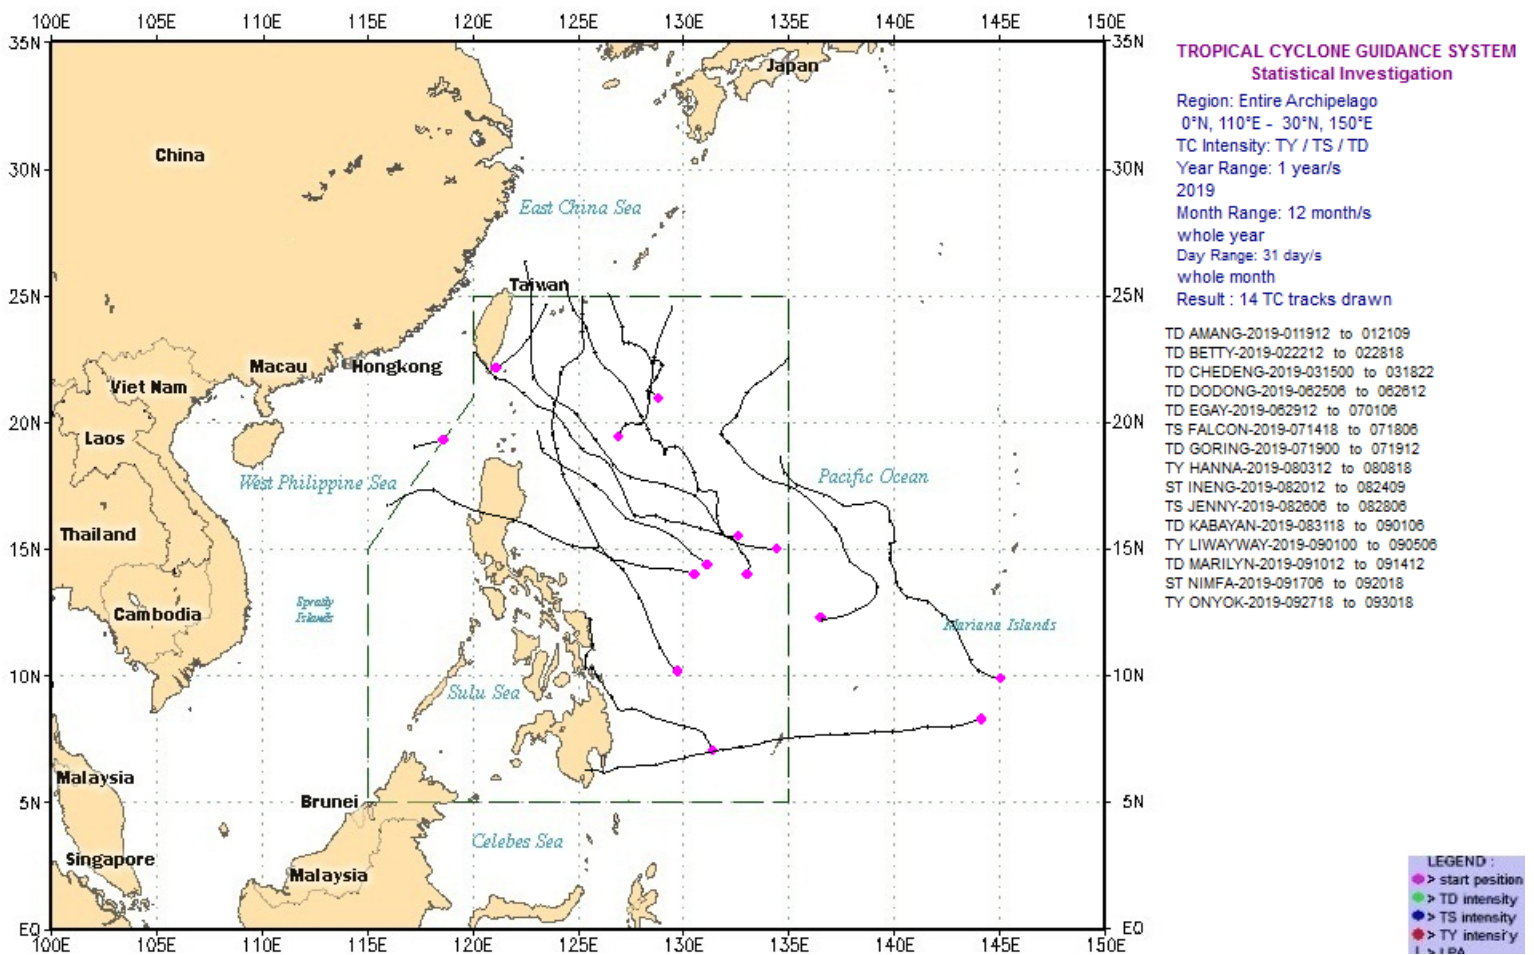 100E 105E 110E 115E 120E 125E 130E 135E 140E 145E 150E
35N
35N
Japan
China
30N
30N
East China Sea
Taiwan
25N
25N
Macau
Hongkong
Viet Nam
20N
20N
Laos
West Philippine Sea
Pacific Ocean
Thailand
15N
15N
Spratly
Islands
Cambodia
Mariana Islands
10N
10N
Sulu Sea
Malaysia
Brunei
5N
5N
Celebes Sea
Singapore
Malaysia
EQ
EQ
100E 105E 110E 115E 120E 125E 130E 135E 140E 145E 150E
TROPICAL CYCLONE GUIDANCE SYSTEM
Statistical Investigation
Region: Entire Archipelago
0°N, 110°E - 30°N, 150°E
TC Intensity: TY / TS / TD
Year Range: 1 year/s
2019
Month Range: 12 month/s
whole year
Day Range: 31 day/s
whole month
Result : 14 TC tracks drawn
TD AMANG-2019-011912 to 012109
TD BETTY-2019-022212 to 022818
TD CHEDENG-2019-031500 to 031822
TD DODONG-2019-062506 to 062612
TD EGAY-2019-062912 to 070106
TS FALCON-2019-071418 to 071806
TD GORING-2019-071900 to 071912
TY HANNA-2019-080312 to 080818
ST INENG-2019-082012 to 082409
TS JENNY-2019-082606 to 082806
TD KABAYAN-2019-083118 to 090106
TY LIWAYWAY-2019-090100 to 090506
TD MARILYN-2019-091012 to 091412
ST NIMFA-2019-091706 to 092018
TY ONYOK-2019-092718 to 093018
LEGEND :
> start position
> TD intensity
> TS intensity
> TY intensity
L > LPA